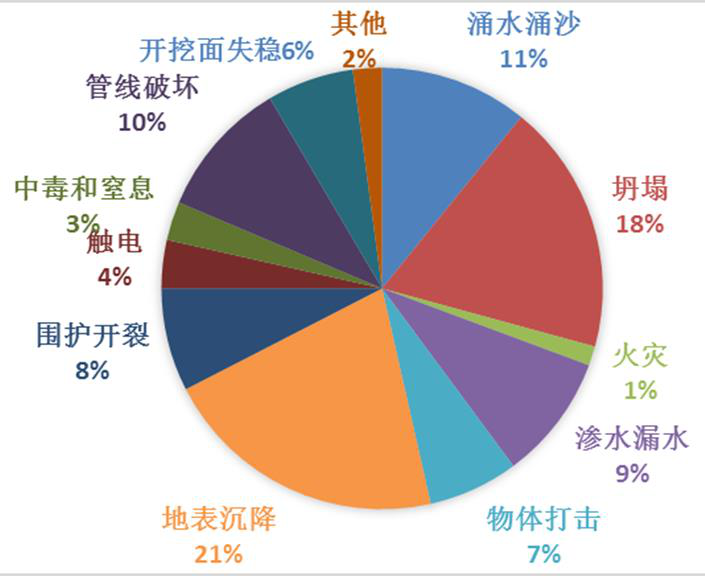 其他
2%
涌水涌沙
11%
开挖面失稳6%
管线破坏
10%
中毒和窒息
3%
坍塌
18%
触电
4%
围护开裂
8%
火灾
1%
渗水漏水
9%
地表沉降
21%
物体打击
7%